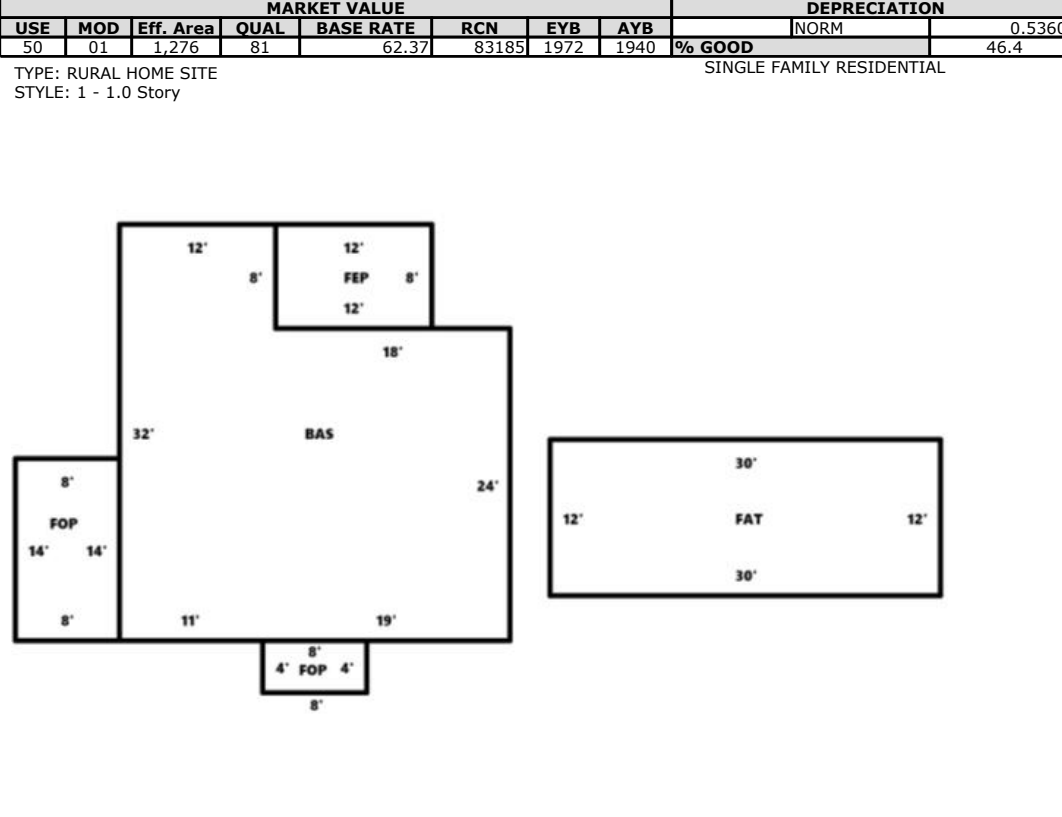 MARKET VALUE DEPRECIATION
USE MOD Eff. Area QUAL BASE RATE RCN EYB AYB NORM 0.5360
50 01 1,276 81 62.37 83185 1972 1940 % GOOD 46.4
TYPE: RURAL HOME SITE SINGLE FAMILY RESIDENTIAL
STYLE: 1 - 1.0 Story
12' 12'
8' FEP 8'
12'
18'
32' BAS
30'
8' 24'
FOP 12' FAT 12'
14' 14'
30'
8' 11' 19'
8'
4' FOP 4'
8'